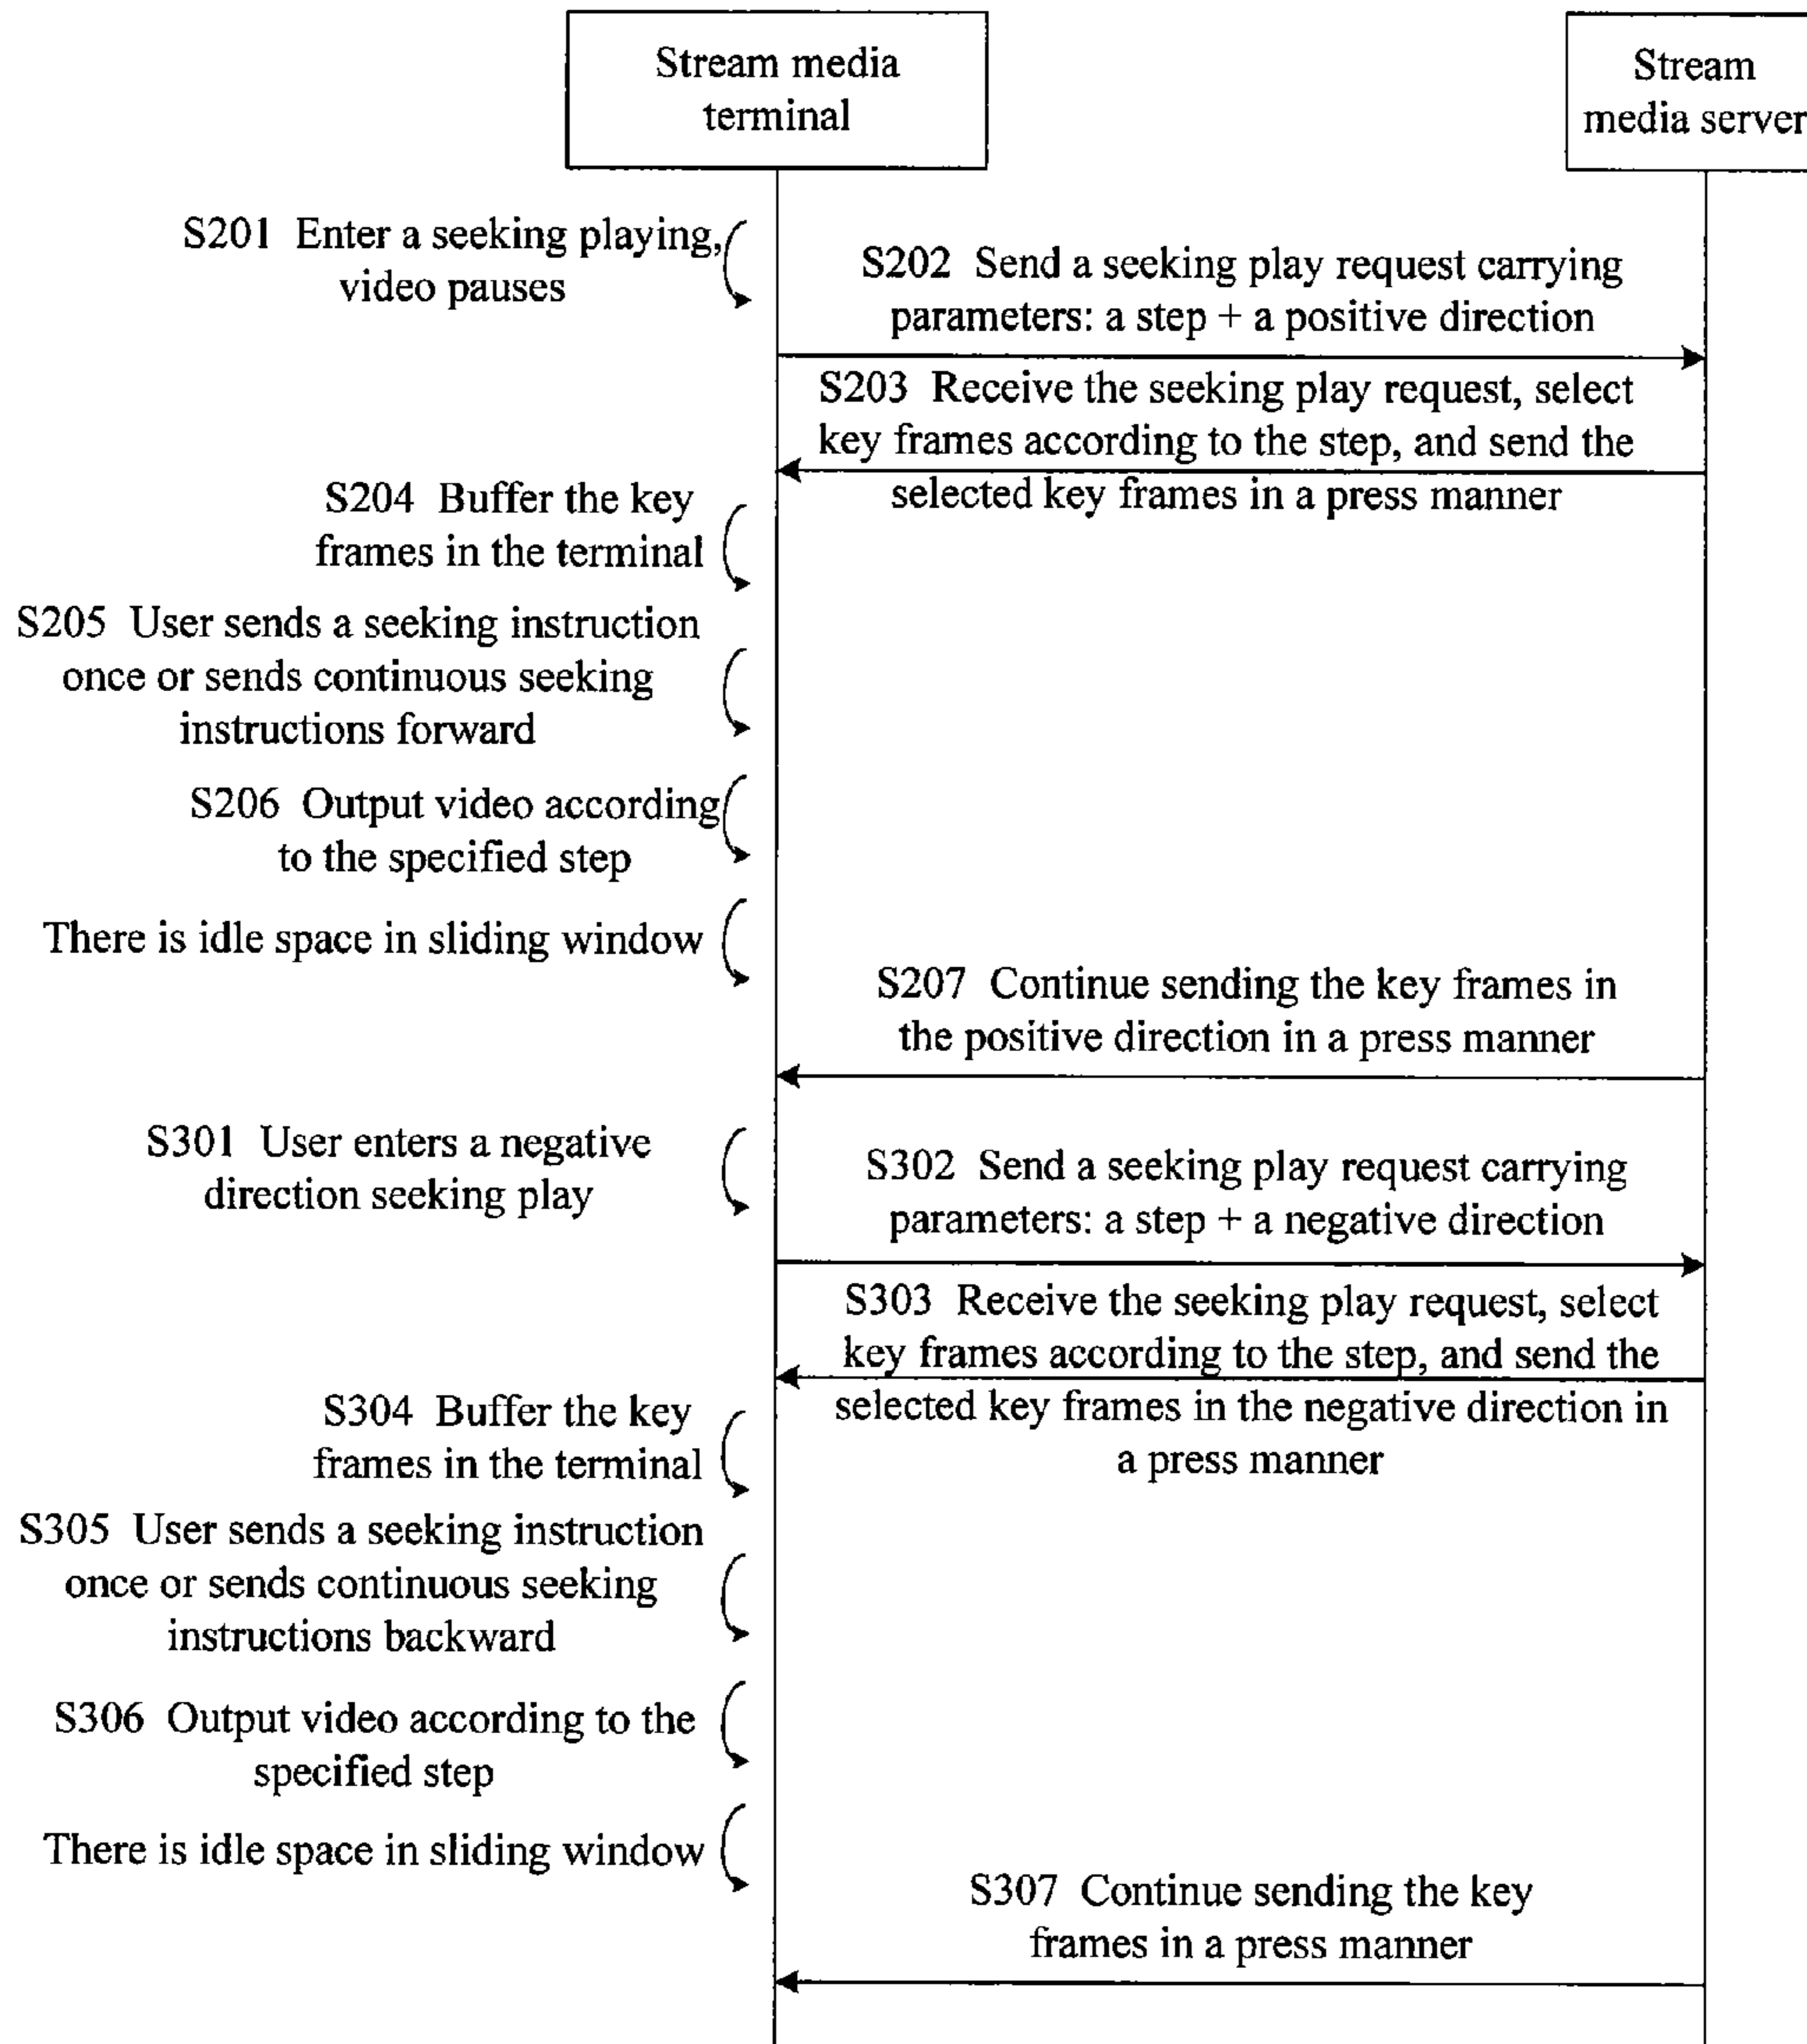 Stream media
terminal
Stream
media server
S201 Enter a seeking playing,
video pauses
S202 Send a seeking play request carrying
parameters: a step + a positive direction
S203 Receive the seeking play request, select
key frames according to the step, and send the
selected key frames in a press manner
S204 Buffer the key
frames in the terminal
S205 User sends a seeking instruction
once or sends continuous seeking
instructions forward
S206 Output video according
to the specified step
There is idle space in sliding window
S207 Continue sending the key frames in
the positive direction in a press manner
S301 User enters a negative
direction seeking play
S302 Send a seeking play request carrying
parameters: a step + a negative direction
S303 Receive the seeking play request, select
key frames according to the step, and send the
selected key frames in the negative direction in
a press manner
S304 Buffer the key
frames in the terminal
S305 User sends a seeking instruction
once or sends continuous seeking
instructions backward
S306 Output video according to the
specified step
There is idle space in sliding window
S307 Continue sending the key
frames in a press manner